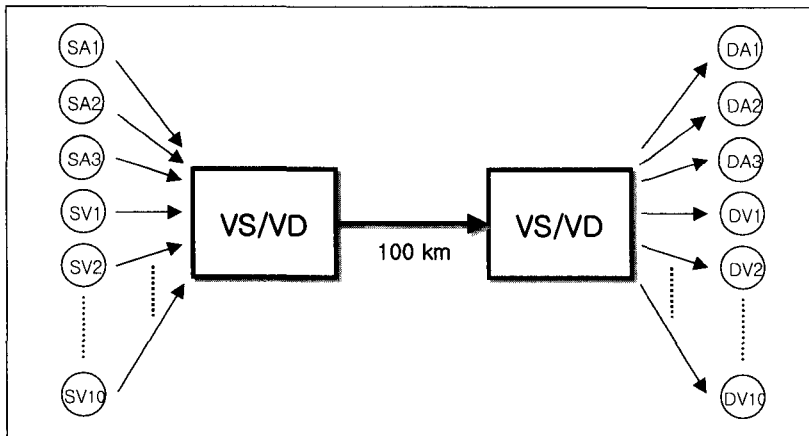 SA1
SA2
SA3
SV1
SV2
SV10
VS/VD
100 km
VS/VD
DA1
DA2
DA3
DV1
DV2
DV10